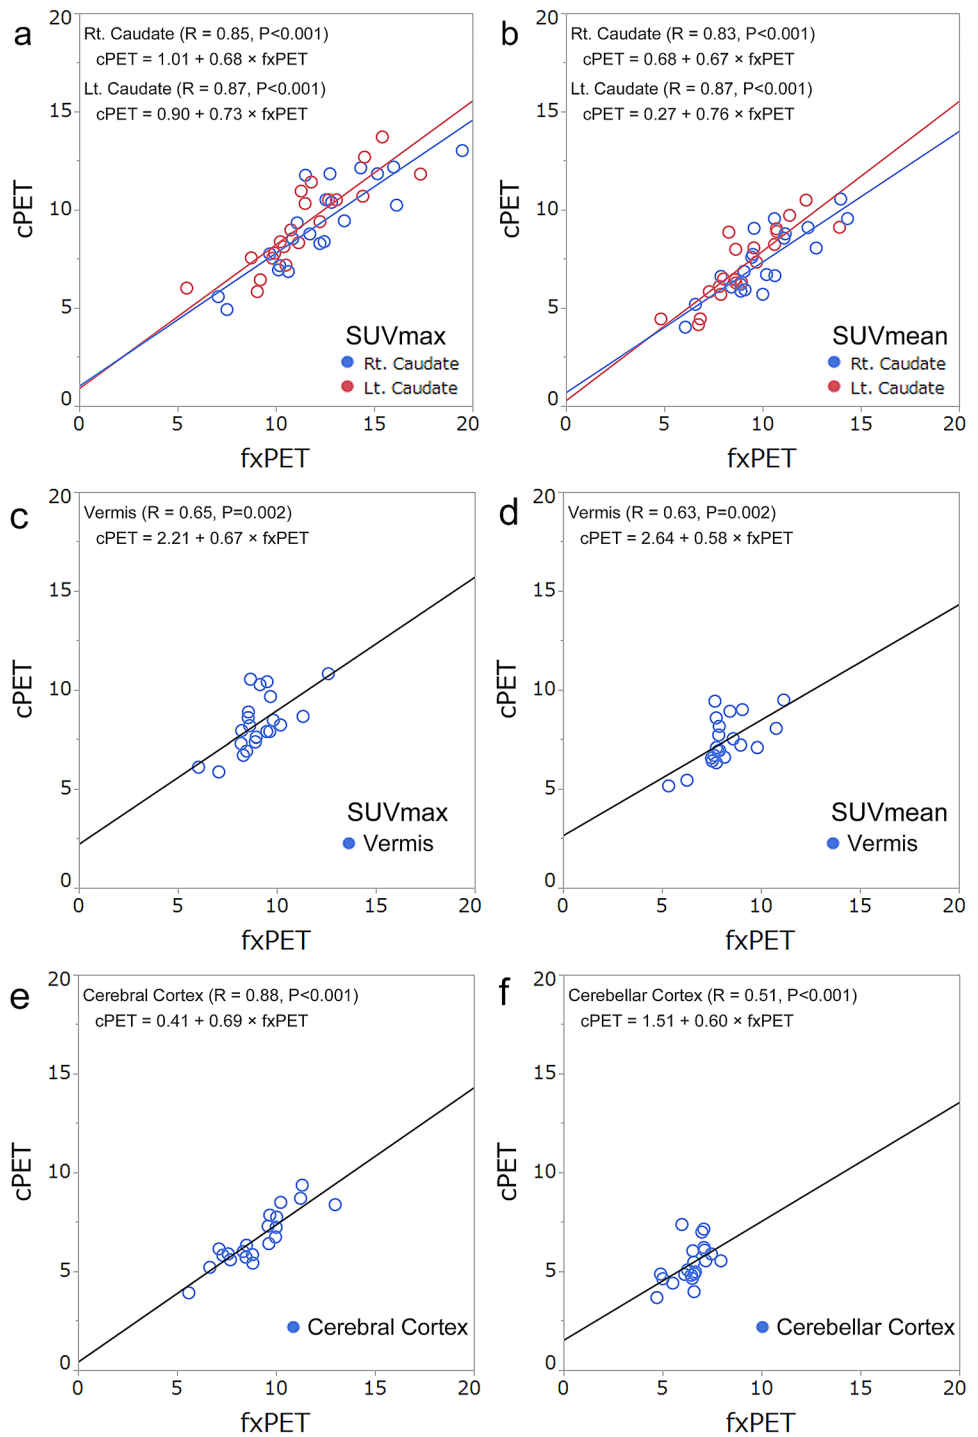 a
Rt. Caudate (R = 0.85, P<0.001)
cPET = 1.01 + 0.68 × fxPET
Lt. Caudate (R = 0.87, P<0.001)
cPET = 0.90 + 0.73 × fxPET
20
15
10
5
0
cPET
SUVmax
Rt. Caudate
Lt. Caudate
0 5 10 15 20
fxPET
b
Rt. Caudate (R = 0.83, P<0.001)
cPET = 0.68 + 0.67 × fxPET
Lt. Caudate (R = 0.87, P<0.001)
cPET = 0.27 + 0.76 × fxPET
20
15
10
5
0
cPET
SUVmean
Rt. Caudate
Lt. Caudate
0 5 10 15 20
fxPET
c
Vermis (R = 0.65, P=0.002)
cPET = 2.21 + 0.67 × fxPET
20
15
10
5
0
cPET
SUVmax
Vermis
0 5 10 15 20
fxPET
d
Vermis (R = 0.63, P=0.002)
cPET = 2.64 + 0.58 × fxPET
20
15
10
5
0
cPET
SUVmean
Vermis
0 5 10 15 20
fxPET
e
Cerebral Cortex (R = 0.88, P<0.001)
cPET = 0.41 + 0.69 × fxPET
20
15
10
5
0
cPET
Cerebral Cortex
0 5 10 15 20
fxPET
f
Cerebellar Cortex (R = 0.51, P<0.001)
cPET = 1.51 + 0.60 × fxPET
20
15
10
5
0
cPET
Cerebellar Cortex
0 5 10 15 20
fxPET